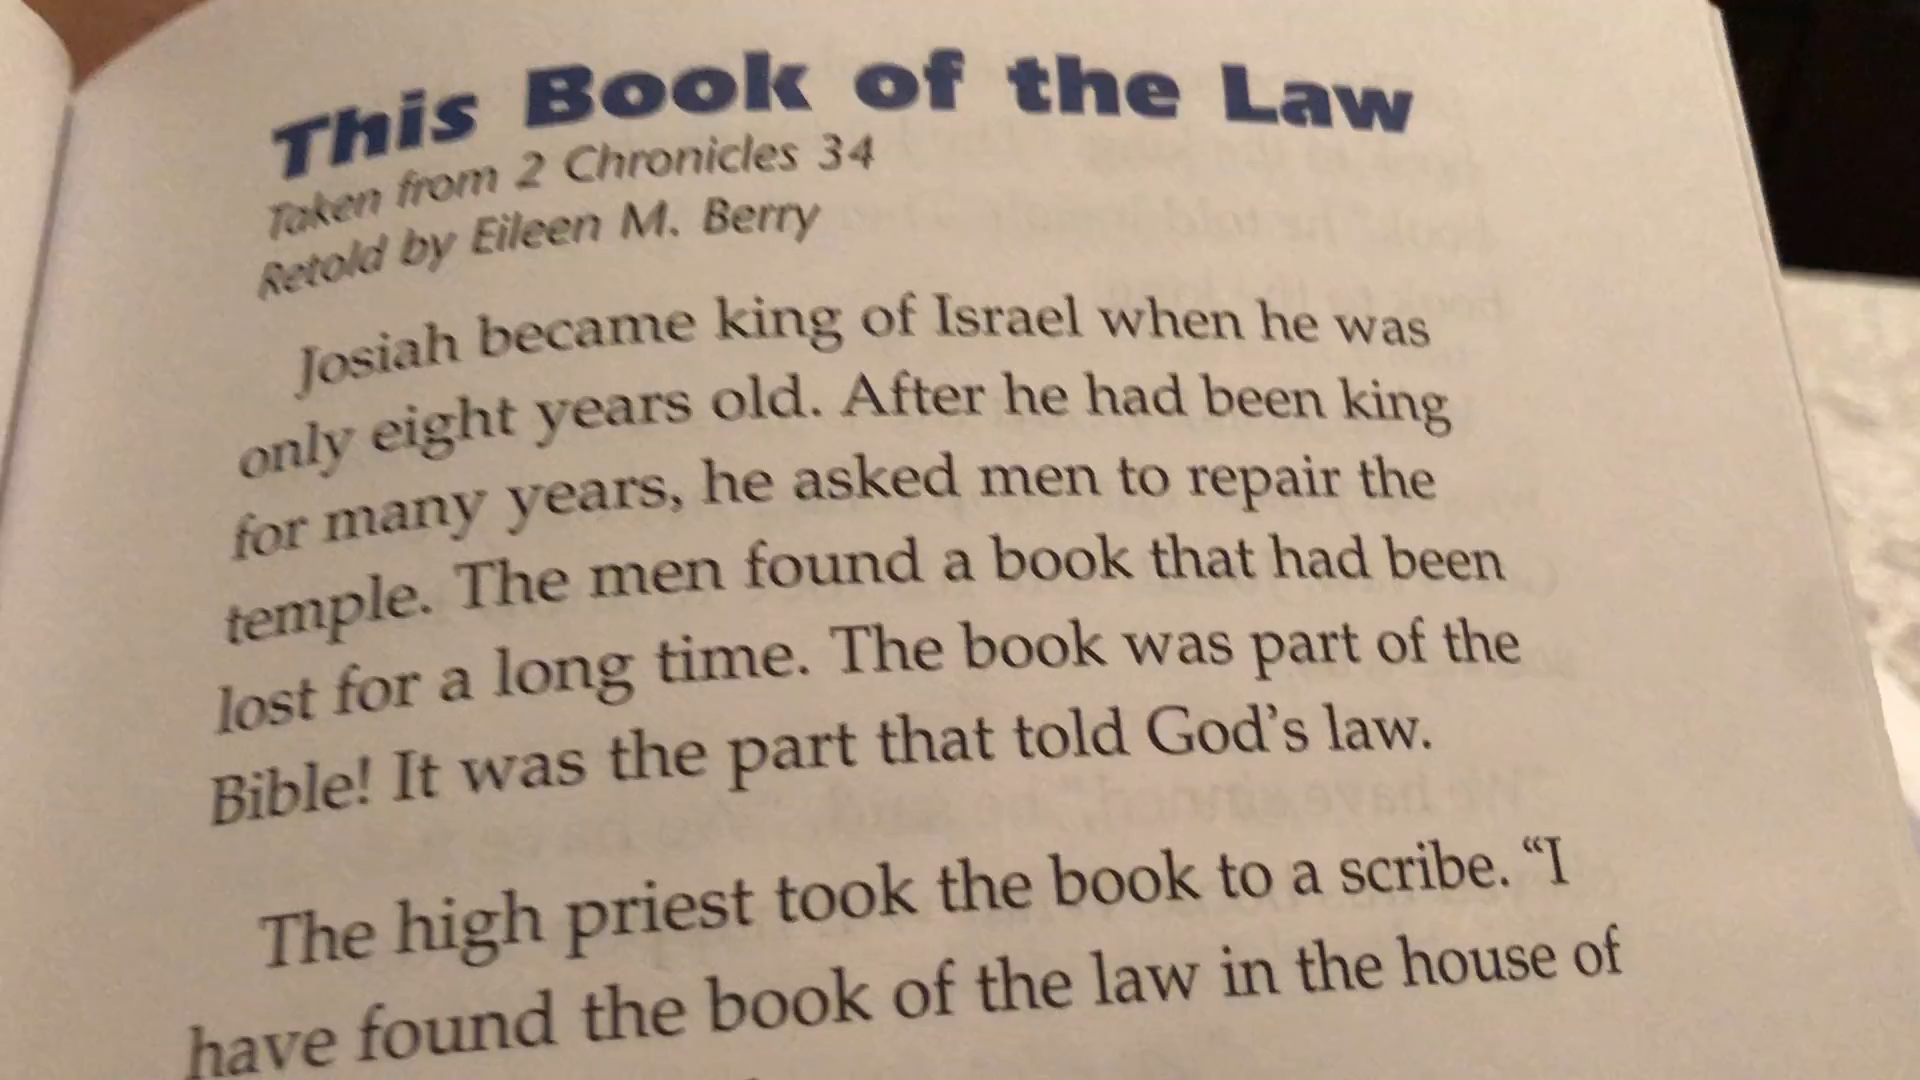 This Book of the Law
Taken from 2 Chronicles 34
Retold by Eileen M. Berry
Josiah became king of Israel when he was
only eight years old. After he had been king
for many years, he asked men to repair the
temple. The men found a book that had been
lost for a long time. The book was part of the
Bible! It was the part that told God's law.
The high priest took the book to a scribe. “I
have found the book of the law in the house of